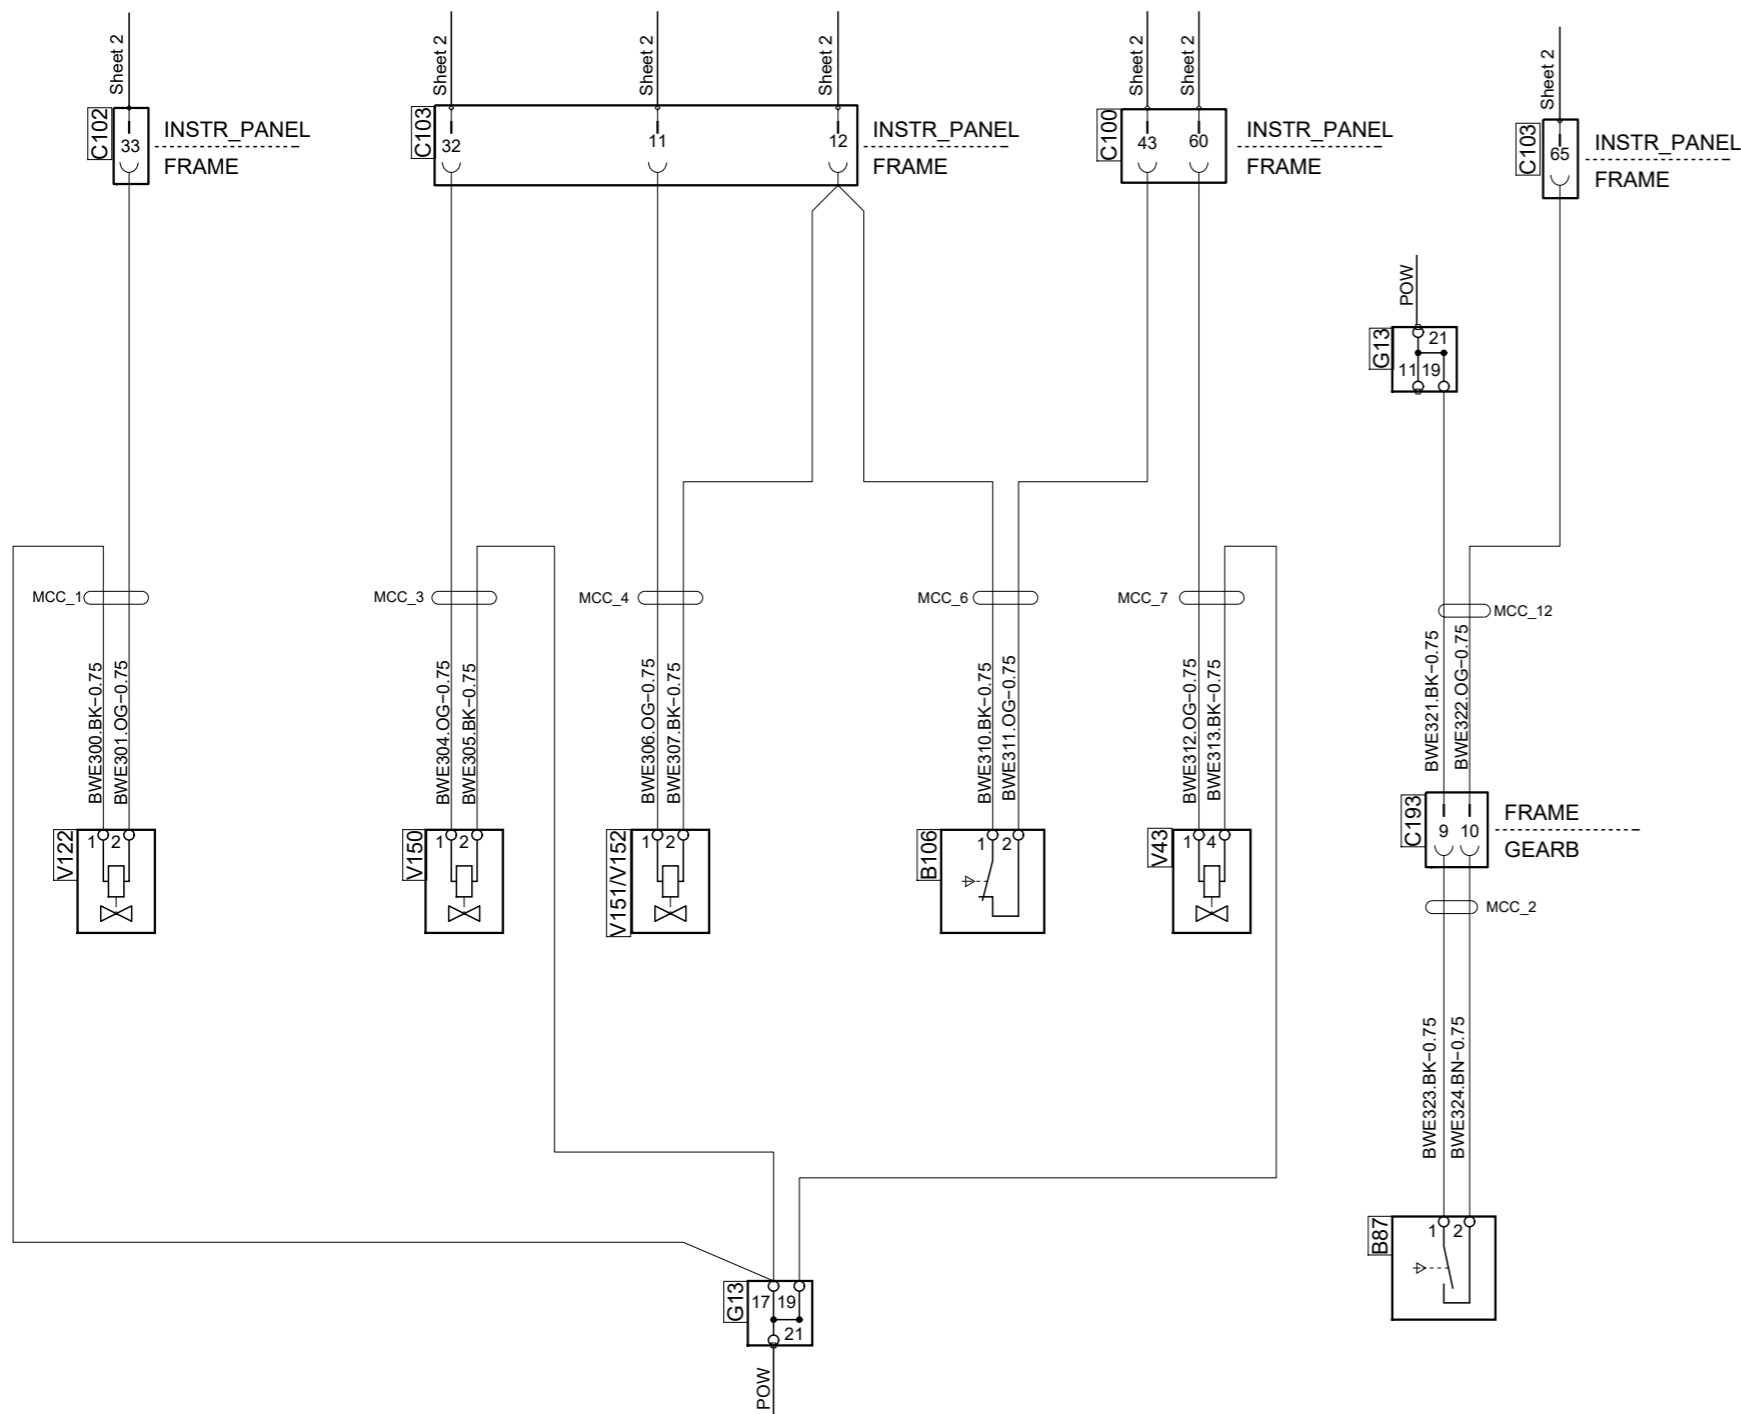 Sheet 2
Sheet 2
Sheet 2
Sheet 2
Sheet 2
Sheet 2
Sheet 2
C102
33
INSTR_PANEL
FRAME
C103
32
11
12
INSTR_PANEL
FRAME
C100
43
60
INSTR_PANEL
FRAME
C103
65
INSTR_PANEL
FRAME
POW
G13
21
11
19
MCC_1
MCC_3
MCC_4
MCC_6
MCC_7
MCC_12
BWE300.BK−0.75
BWE301.OG−0.75
BWE304.OG−0.75
BWE305.BK−0.75
BWE306.OG−0.75
BWE307.BK−0.75
BWE310.BK−0.75
BWE311.OG−0.75
BWE312.OG−0.75
BWE313.BK−0.75
BWE321.BK−0.75
BWE322.OG−0.75
V122
1
2
V150
1
2
V151/V152
1
2
B106
1
2
V43
1
4
C193
9
10
FRAME
GEARB
MCC_2
BWE323.BK−0.75
BWE324.BN−0.75
B87
1
2
G13
17
19
21
POW